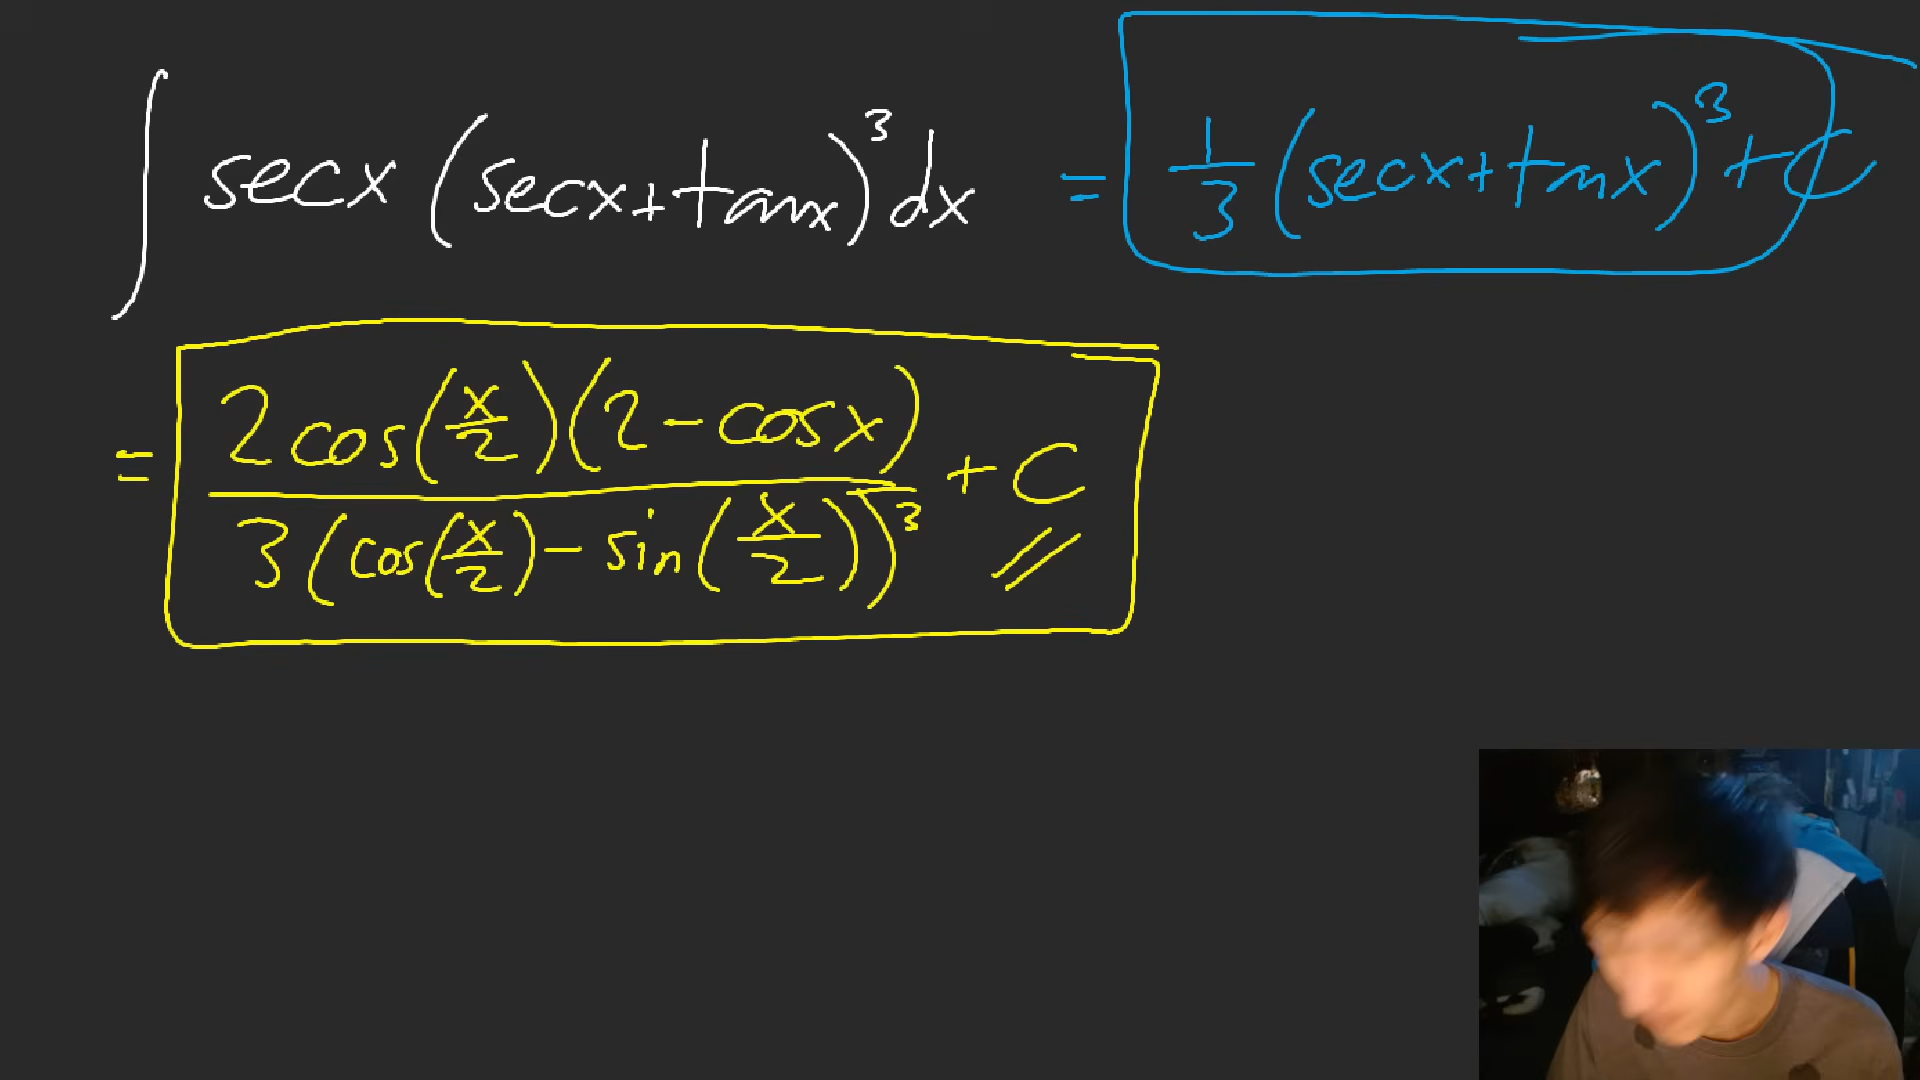 ∫ secx (secx+tanx)³ dx = 1/3 (secx+tanx)³ + C
= 2cos(x/2)(2-cosx) / 3(cos(x/2) - sin(x/2))³ + C